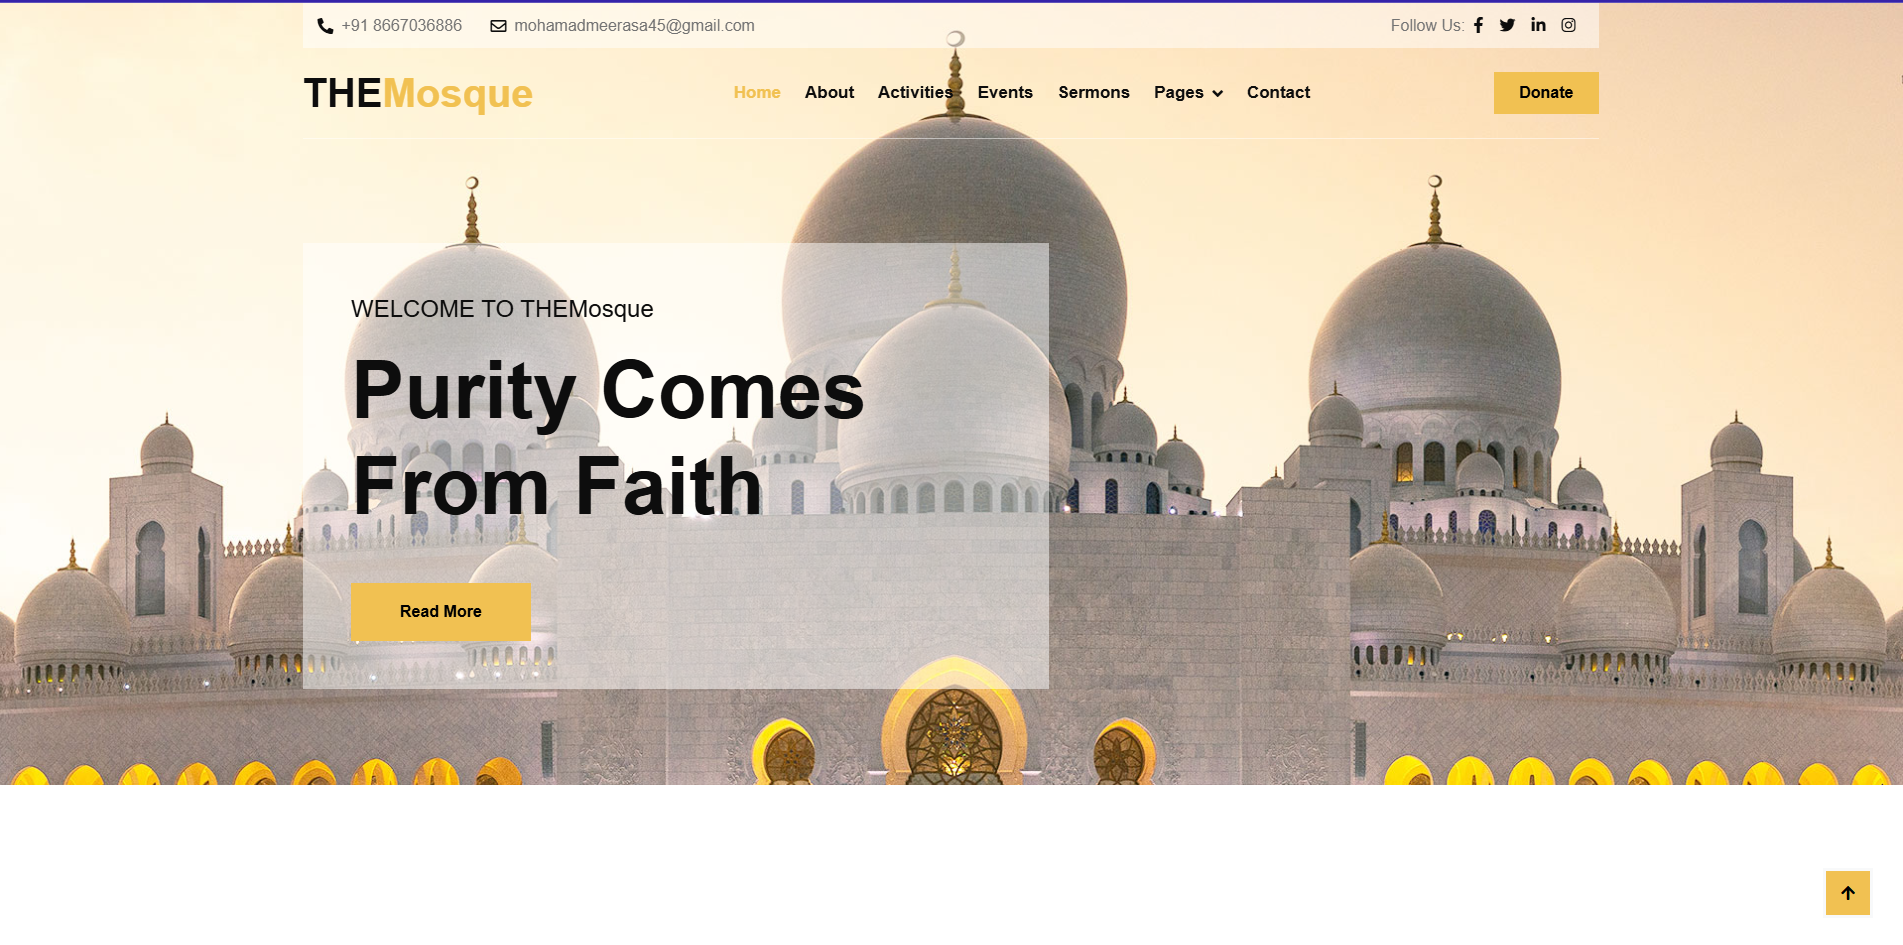 +91 8667036886 mohamadmeerasa45@gmail.com Follow Us:
THEMosque Home About Activities Events Sermons Pages Contact Donate
WELCOME TO THEMosque
Purity Comes
From Faith
Read More